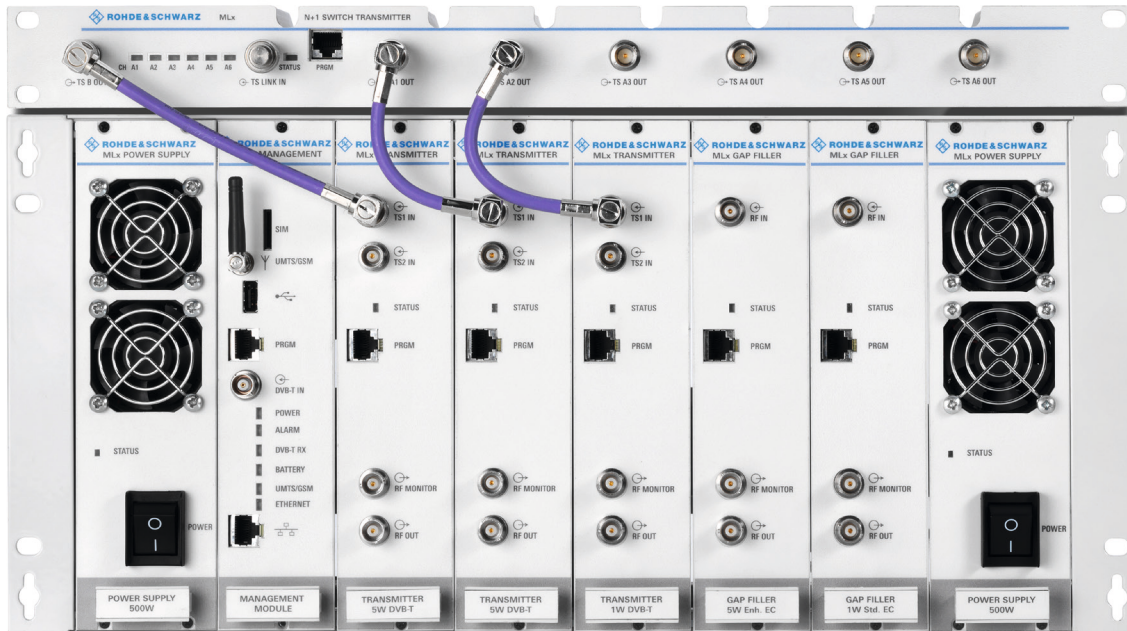 ROHDE&SCHWARZ MLx N+1 SWITCH TRANSMITTER
CH A1 A2 A3 A4 A5 A6 STATUS PRGM
TS B OUT TS LINK IN A1 OUT TS A2 OUT TS A3 OUT TS A4 OUT TS A5 OUT TS A6 OUT
ROHDE&SCHWARZ
MLx POWER SUPPLY
STATUS
POWER
POWER SUPPLY
500W
ROHDE&SCHWARZ
MANAGEMENT
SIM
UMTS/GSM
PRGM
DVB-T IN
POWER
ALARM
DVB-T RX
BATTERY
UMTS/GSM
ETHERNET
MANAGEMENT
MODULE
ROHDE&SCHWARZ
MLx TRANSMITTER
TS1 IN
TS2 IN
STATUS
PRGM
RF MONITOR
RF OUT
TRANSMITTER
5W DVB-T
ROHDE&SCHWARZ
MLx TRANSMITTER
TS1 IN
TS2 IN
STATUS
PRGM
RF MONITOR
RF OUT
TRANSMITTER
5W DVB-T
ROHDE&SCHWARZ
MLx TRANSMITTER
TS1 IN
TS2 IN
STATUS
PRGM
RF MONITOR
RF OUT
TRANSMITTER
1W DVB-T
ROHDE&SCHWARZ
MLx GAP FILLER
RF IN
STATUS
PRGM
RF MONITOR
RF OUT
GAP FILLER
5W Enh. EC
ROHDE&SCHWARZ
MLx GAP FILLER
RF IN
STATUS
PRGM
RF MONITOR
RF OUT
GAP FILLER
1W Std. EC
ROHDE&SCHWARZ
MLx POWER SUPPLY
STATUS
POWER
POWER SUPPLY
500W